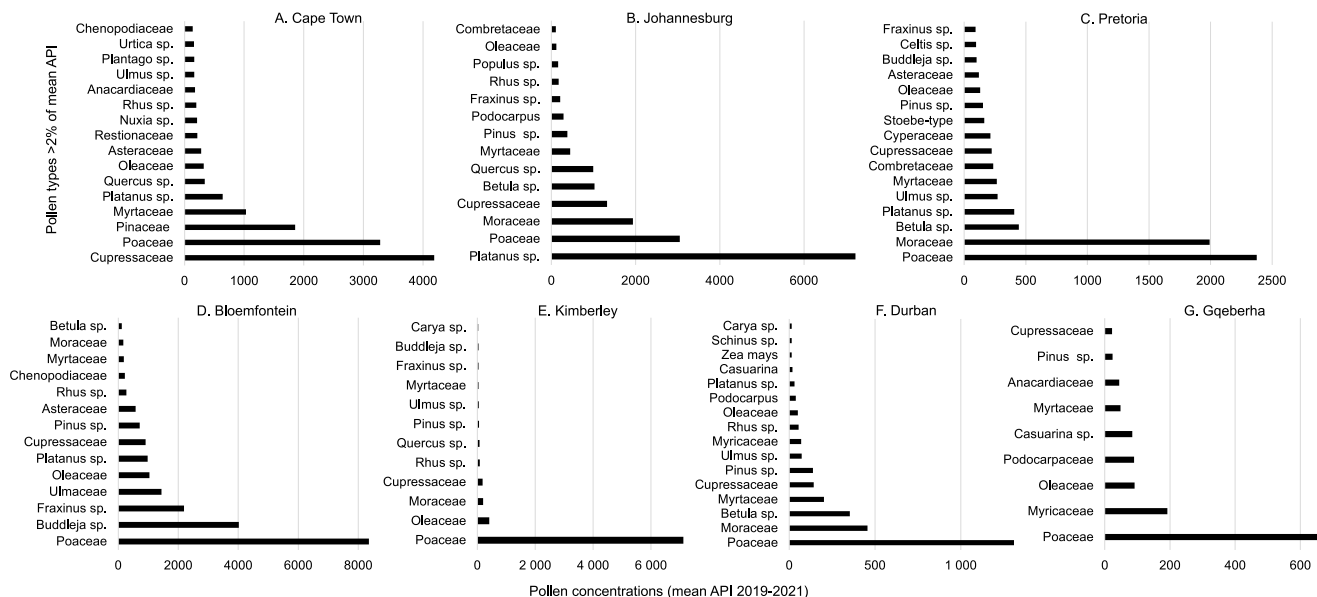 Pollen types >2% of mean API
A. Cape Town
Chenopodiaceae
Urtica sp.
Plantago sp.
Ulmus sp.
Anacardiaceae
Rhus sp.
Nuxia sp.
Restionaceae
Asteraceae
Oleaceae
Quercus sp.
Platanus sp.
Myrtaceae
Pinaceae
Poaceae
Cupressaceae
0 1000 2000 3000 4000
B. Johannesburg
Combretaceae
Oleaceae
Populus sp.
Rhus sp.
Fraxinus sp.
Podocarpus
Pinus sp.
Myrtaceae
Quercus sp.
Betula sp.
Cupressaceae
Moraceae
Poaceae
Platanus sp.
0 2000 4000 6000
C. Pretoria
Fraxinus sp.
Celtis sp.
Buddleja sp.
Asteraceae
Oleaceae
Pinus sp.
Stoebe-type
Cyperaceae
Cupressaceae
Combretaceae
Myrtaceae
Ulmus sp.
Platanus sp.
Betula sp.
Moraceae
Poaceae
0 500 1000 1500 2000 2500
D. Bloemfontein
Betula sp.
Moraceae
Myrtaceae
Chenopodiaceae
Rhus sp.
Asteraceae
Pinus sp.
Cupressaceae
Platanus sp.
Oleaceae
Ulmaceae
Fraxinus sp.
Buddleja sp.
Poaceae
0 2000 4000 6000 8000
E. Kimberley
Carya sp.
Buddleja sp.
Fraxinus sp.
Myrtaceae
Ulmus sp.
Pinus sp.
Quercus sp.
Rhus sp.
Cupressaceae
Moraceae
Oleaceae
Poaceae
0 2 000 4 000 6 000
F. Durban
Carya sp.
Schinus sp.
Zea mays
Casuarina
Platanus sp.
Podocarpus
Oleaceae
Rhus sp.
Myricaceae
Ulmus sp.
Pinus sp.
Cupressaceae
Myrtaceae
Betula sp.
Moraceae
Poaceae
0 500 1 000
G. Gqeberha
Cupressaceae
Pinus sp.
Anacardiaceae
Myrtaceae
Casuarina sp.
Podocarpaceae
Oleaceae
Myricaceae
Poaceae
0 200 400 600
Pollen concentrations (mean API 2019-2021)